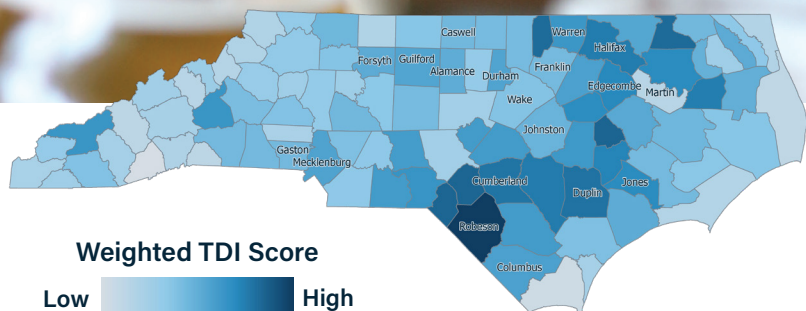 Caswell
Warren
Halifax
Forsyth
Guilford
Alamance
Durham
Franklin
Edgecombe
Martin
Wake
Johnston
Gaston
Mecklenburg
Cumberland
Duplin
Jones
Robeson
Columbus
Weighted TDI Score
Low
High